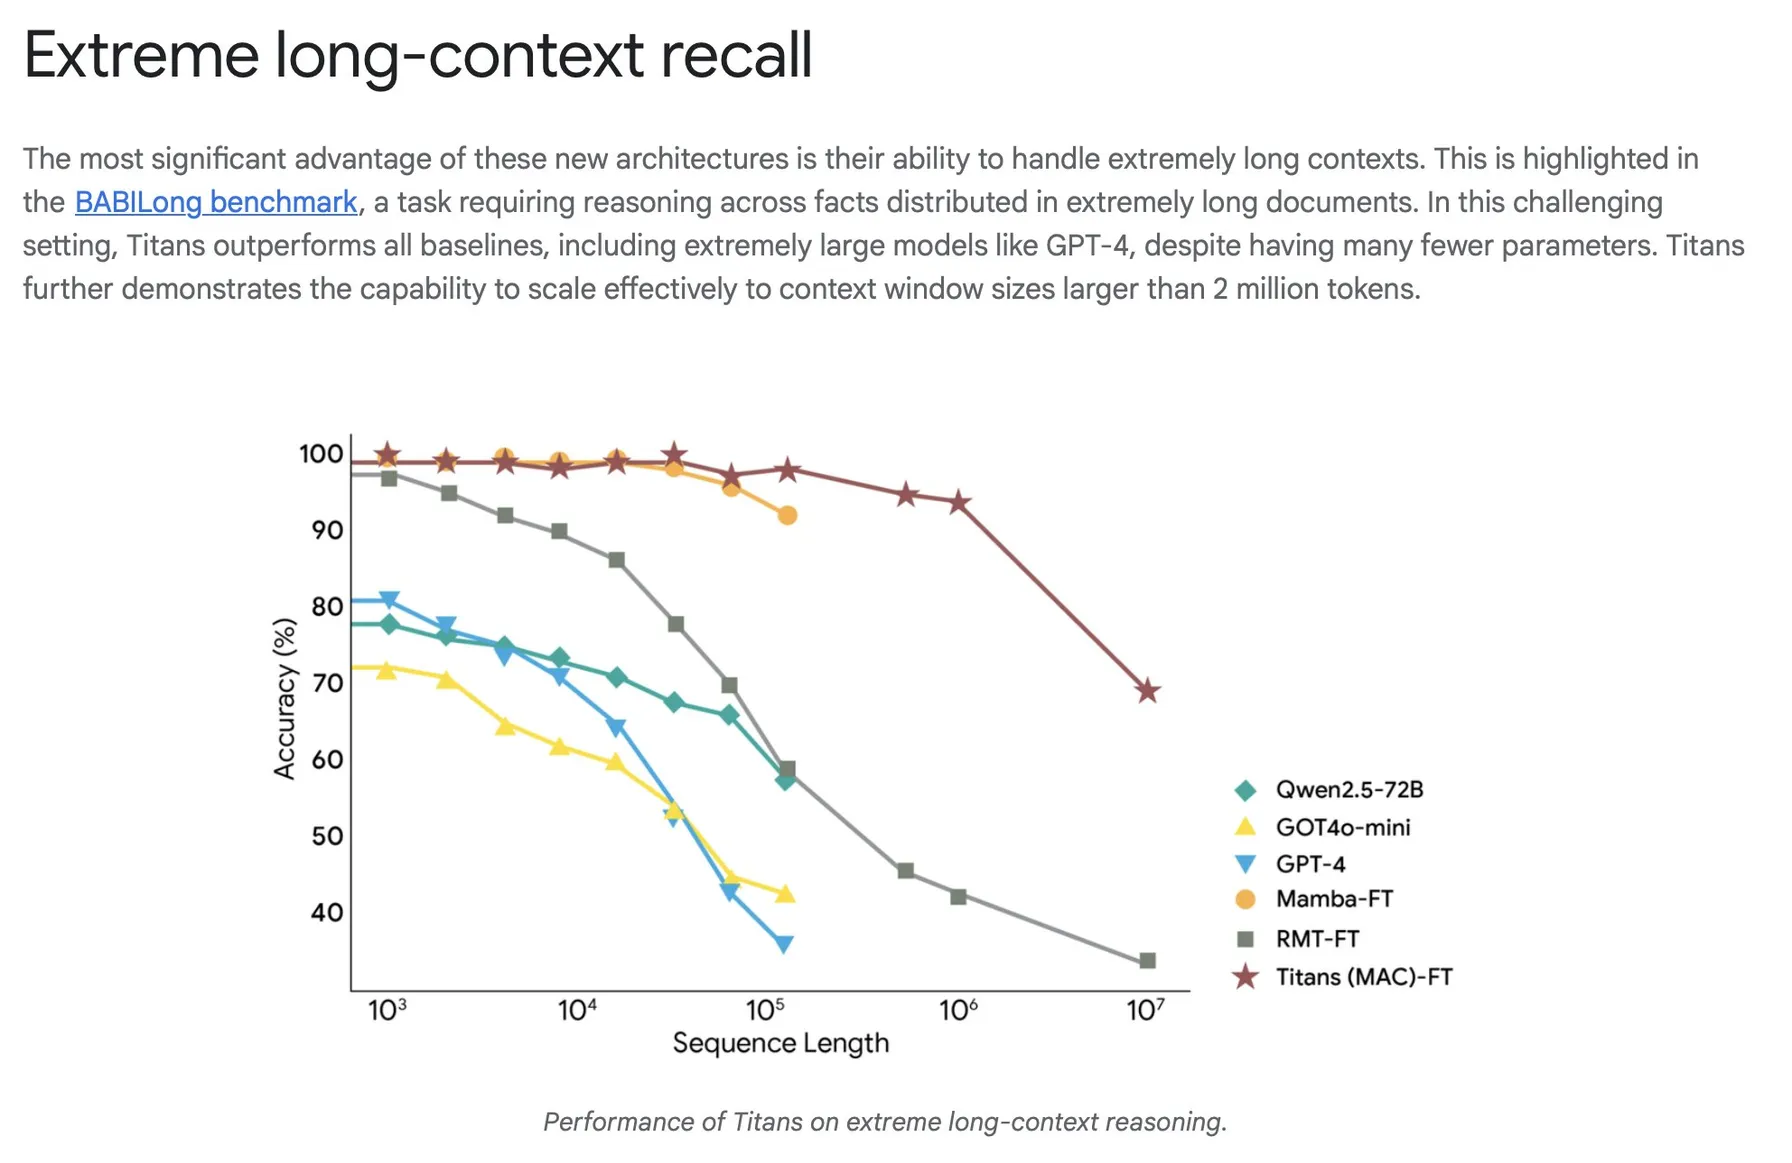 Extreme long-context recall
The most significant advantage of these new architectures is their ability to handle extremely long contexts. This is highlighted in
the BABILong benchmark, a task requiring reasoning across facts distributed in extremely long documents. In this challenging
setting, Titans outperforms all baselines, including extremely large models like GPT-4, despite having many fewer parameters. Titans
further demonstrates the capability to scale effectively to context window sizes larger than 2 million tokens.
100
90
80
70
60
50
40
Accuracy (%)
10³ 10⁴ 10⁵ 10⁶ 10⁷
Sequence Length
Qwen2.5-72B
GOT4o-mini
GPT-4
Mamba-FT
RMT-FT
Titans (MAC)-FT
Performance of Titans on extreme long-context reasoning.